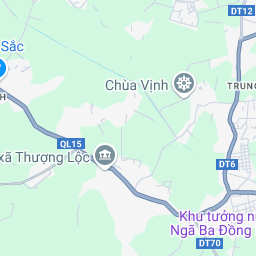 DT12
Sắc
Chùa Vịnh
TRUNG
H
QL15
xã Thượng Lộc
DT6
Khu tưởng n
Ngã Ba Đồng
DT70